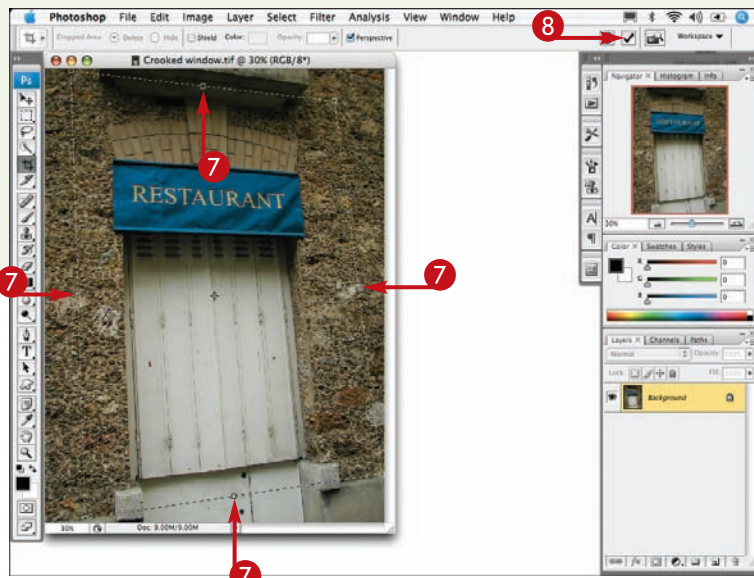 Photoshop File Edit Image Layer Select Filter Analysis View Window Help
8
Cropped Area: Delete Hide Shield Color: Opacity: Perspective Workspace
Crooked window.tif @ 30% (RGB/8*)
Ps
Navigator × Histogram Info
7
RESTAURANT
RESTAURANT
30%
7
7
Color × Swatches Styles
R 0
G 0
B 0
T
A
Layers × Channels Paths
Normal Opacity:
Lock: Fill:
Background
30% Doc: 9.00M/9.00M
7
fx